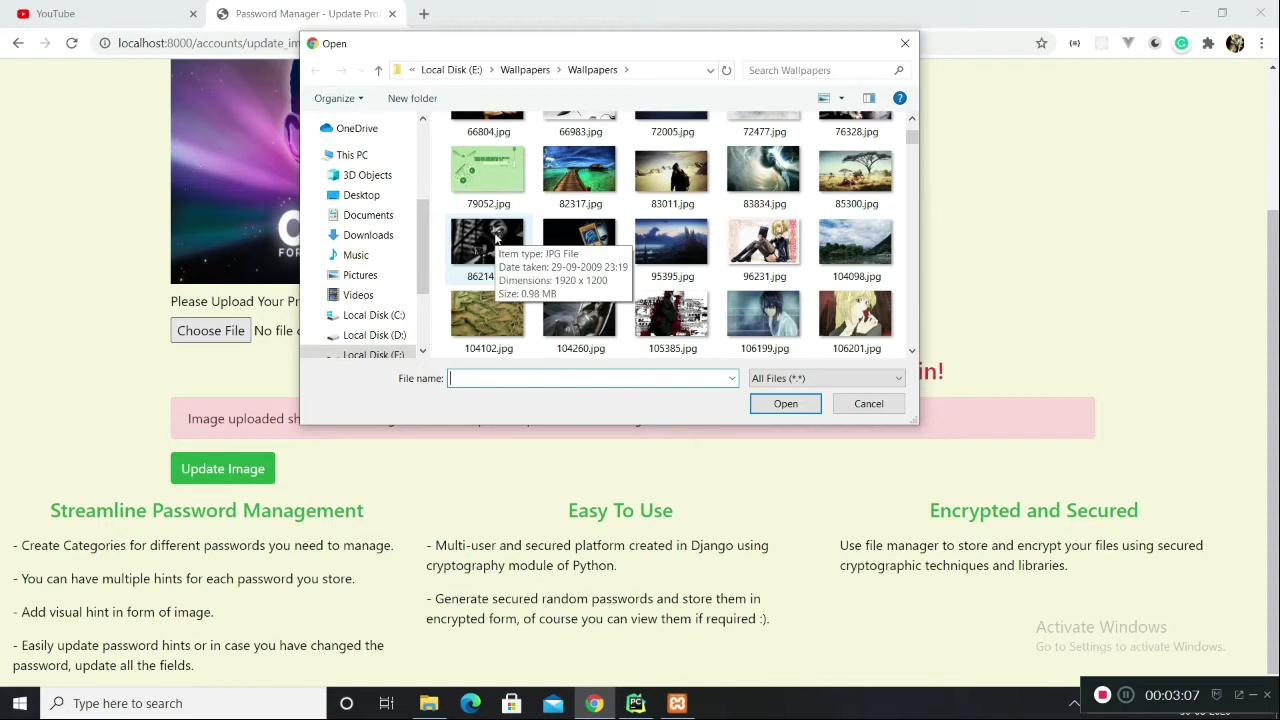 YouTube
Password Manager - Update Pro
localhost:8000/accounts/update_im
Open
« Local Disk (E:) > Wallpapers > Wallpapers >
Search Wallpapers
Organize
New folder
OneDrive
This PC
3D Objects
Desktop
Documents
Downloads
Music
Pictures
Videos
Local Disk (C:)
Local Disk (D:)
Local Disk (E:)
66804.jpg
66983.jpg
72005.jpg
72477.jpg
76328.jpg
79052.jpg
82317.jpg
83011.jpg
83834.jpg
85300.jpg
86214
95395.jpg
96231.jpg
104098.jpg
Item type: JPG File
Date taken: 29-09-2009 23:19
Dimensions: 1920 x 1200
Size: 0.98 MB
104102.jpg
104260.jpg
105385.jpg
106199.jpg
106201.jpg
File name:
All Files (*.*)
Open
Cancel
FOR
Please Upload Your Pr
Choose File No file c
in!
Image uploaded sh
Update Image
Streamline Password Management
- Create Categories for different passwords you need to manage.
- You can have multiple hints for each password you store.
- Add visual hint in form of image.
- Easily update password hints or in case you have changed the
password, update all the fields.
Easy To Use
- Multi-user and secured platform created in Django using
cryptography module of Python.
- Generate secured random passwords and store them in
encrypted form, of course you can view them if required :).
Encrypted and Secured
Use file manager to store and encrypt your files using secured
cryptographic techniques and libraries.
Activate Windows
Go to Settings to activate Windows.
Type here to search
00:03:07